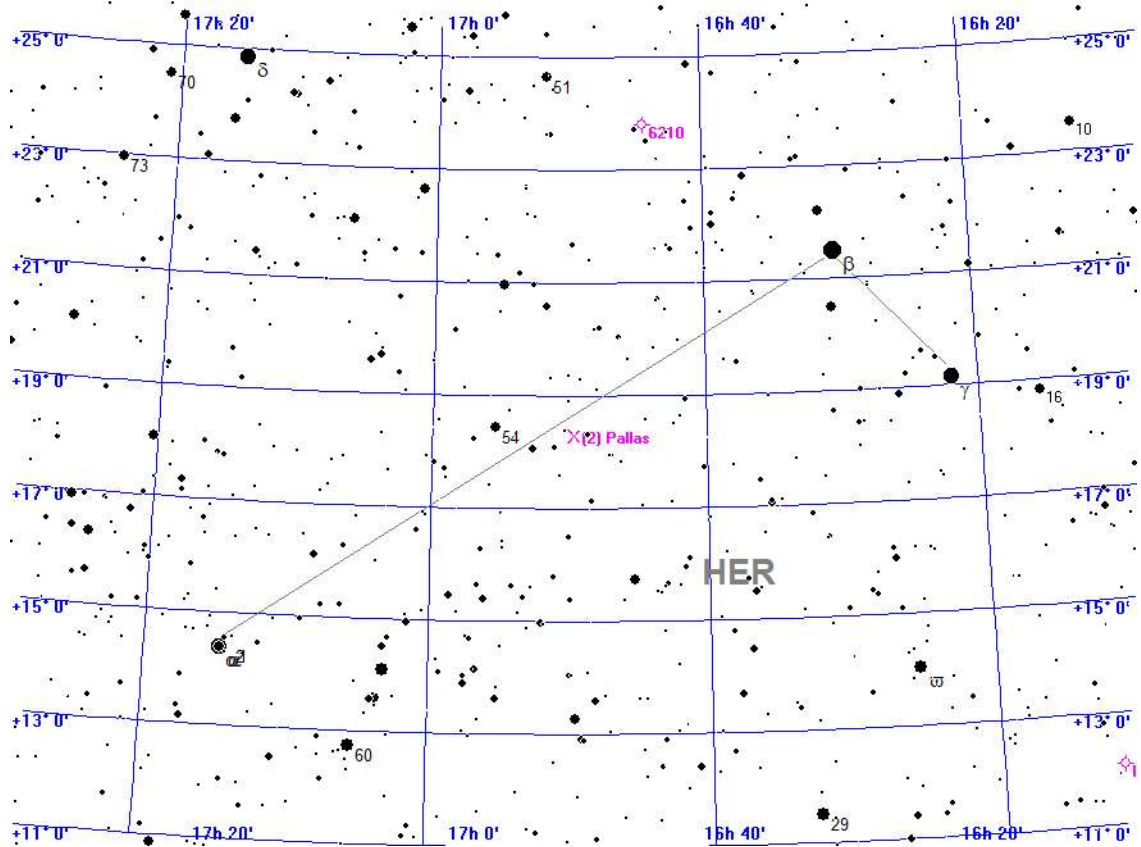 17h 20' 17h 0' 16h 40' 16h 20'
+25° 0' +25° 0'
δ
70 51
6210 10
73
+23° 0' +23° 0'
β
+21° 0' +21° 0'
+19° 0' +19° 0'
γ 16
54 (2) Pallas
+17° 0' +17° 0'
HER
+15° 0' +15° 0'
ϖ
+13° 0' +13° 0'
60
29
+11° 0' 17h 20' 17h 0' 16h 40' 16h 20' +11° 0'